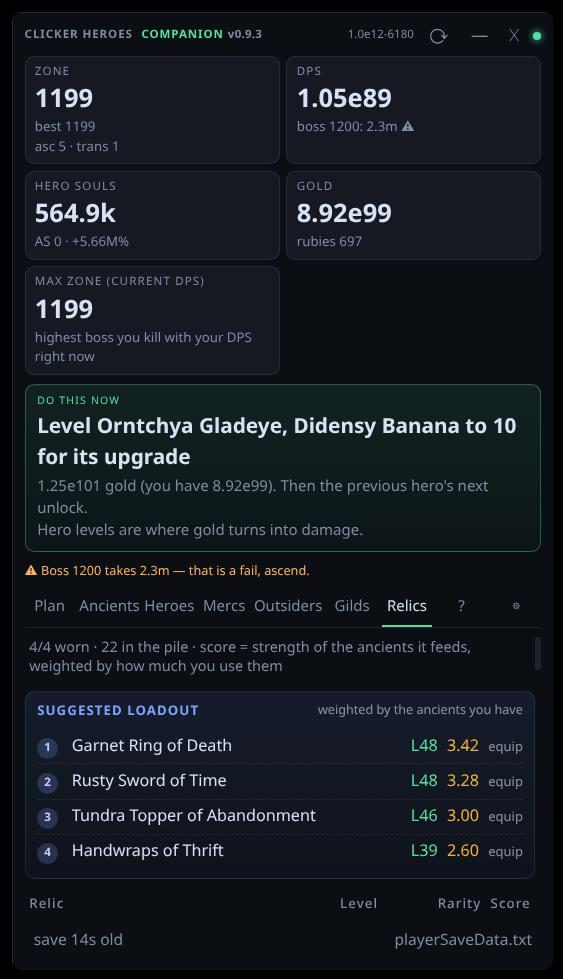 CLICKER HEROES COMPANION v0.9.3 1.0e12-6180
ZONE
1199
best 1199
asc 5 · trans 1
DPS
1.05e89
boss 1200: 2.3m ⚠
HERO SOULS
564.9k
AS 0 · +5.66M%
GOLD
8.92e99
rubies 697
MAX ZONE (CURRENT DPS)
1199
highest boss you kill with your DPS
right now
DO THIS NOW
Level Orntchya Gladeye, Didensy Banana to 10
for its upgrade
1.25e101 gold (you have 8.92e99). Then the previous hero's next
unlock.
Hero levels are where gold turns into damage.
⚠ Boss 1200 takes 2.3m — that is a fail, ascend.
Plan Ancients Heroes Mercs Outsiders Gilds Relics ?
4/4 worn · 22 in the pile · score = strength of the ancients it feeds,
weighted by how much you use them
SUGGESTED LOADOUT weighted by the ancients you have
1 Garnet Ring of Death L48 3.42 equip
2 Rusty Sword of Time L48 3.28 equip
3 Tundra Topper of Abandonment L46 3.00 equip
4 Handwraps of Thrift L39 2.60 equip
Relic Level Rarity Score
save 14s old playerSaveData.txt